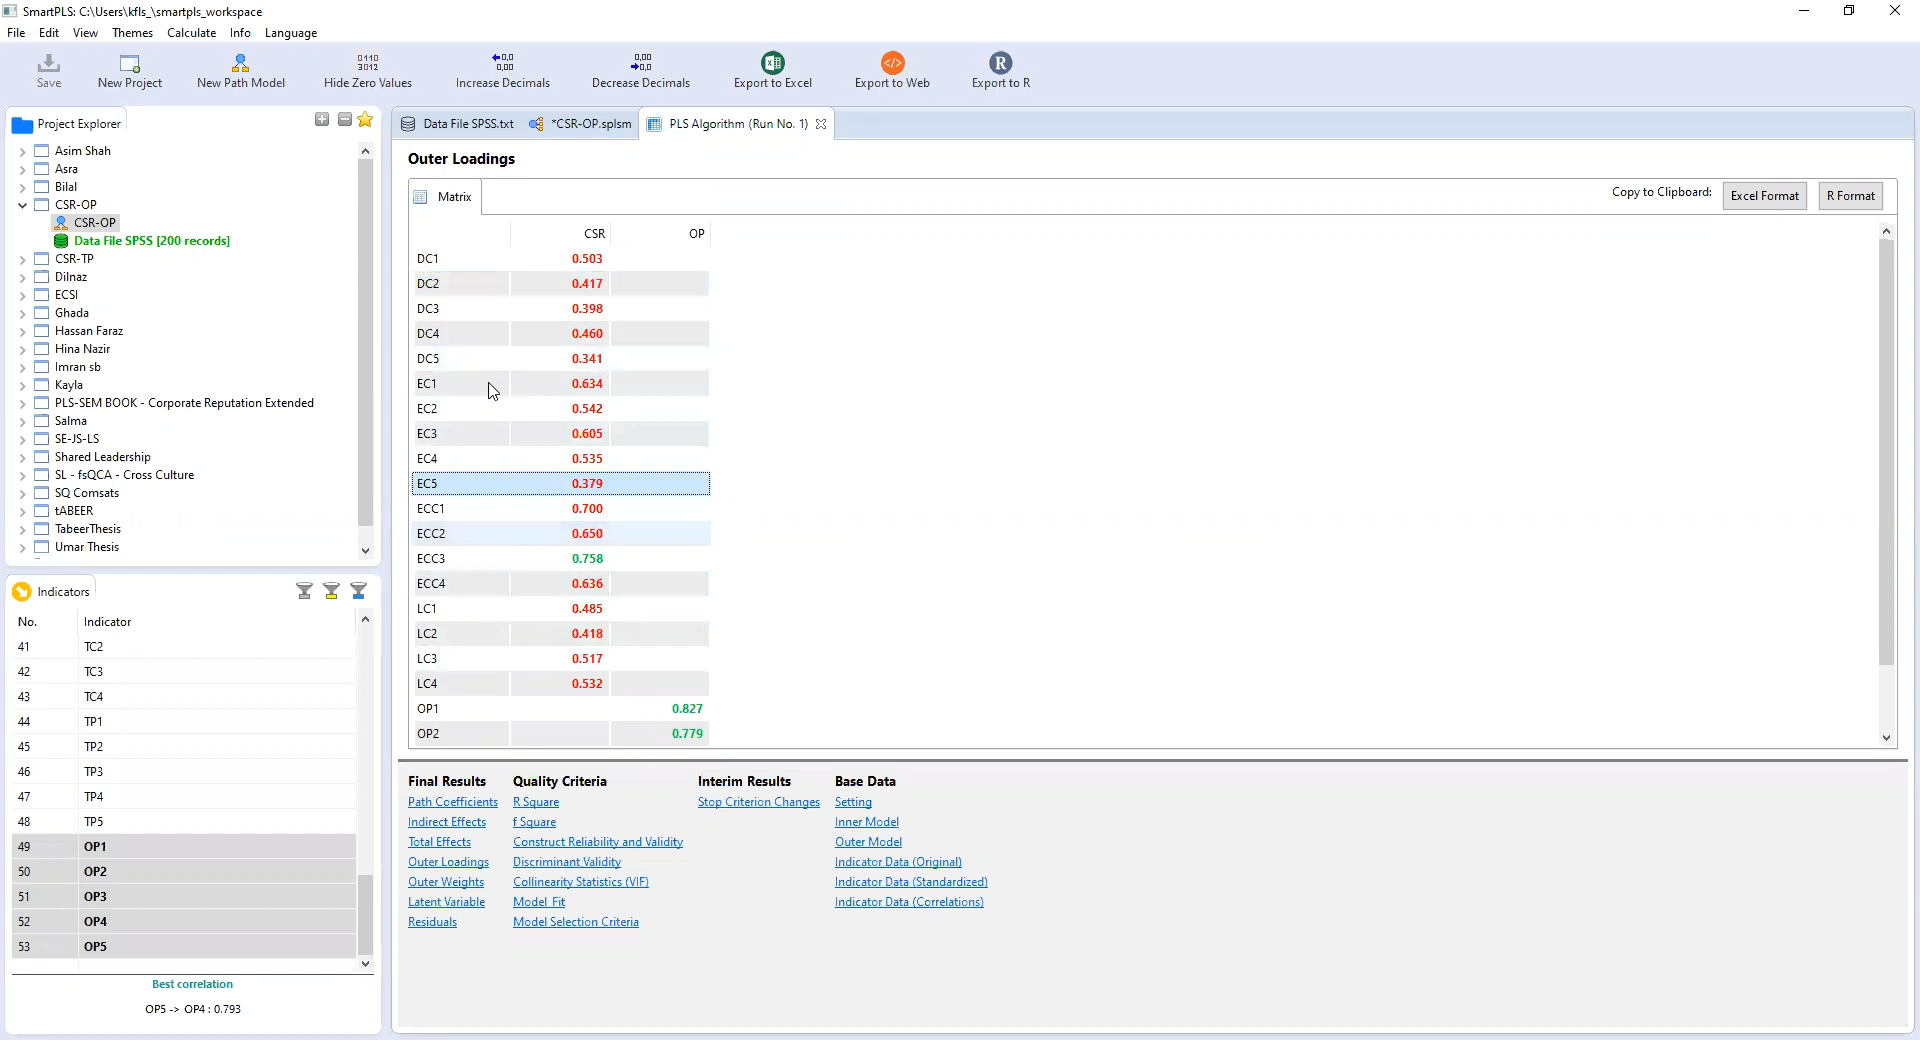 SmartPLS: C:\Users\kfls_\smartpls_workspace
File Edit View Themes Calculate Info Language
Save New Project New Path Model Hide Zero Values Increase Decimals Decrease Decimals Export to Excel Export to Web Export to R
Project Explorer
Asim Shah
Asra
Bilal
CSR-OP
CSR-OP
Data File SPSS [200 records]
CSR-TP
Dilnaz
ECSI
Ghada
Hassan Faraz
Hina Nazir
Imran sb
Kayla
PLS-SEM BOOK - Corporate Reputation Extended
Salma
SE-JS-LS
Shared Leadership
SL - fsQCA - Cross Culture
SQ Comsats
tABEER
TabeerThesis
Umar Thesis
Indicators
No. Indicator
41 TC2
42 TC3
43 TC4
44 TP1
45 TP2
46 TP3
47 TP4
48 TP5
49 OP1
50 OP2
51 OP3
52 OP4
53 OP5
Best correlation
OP5 -> OP4 : 0.793
Data File SPSS.txt *CSR-OP.splsm PLS Algorithm (Run No. 1)
Outer Loadings
Matrix Copy to Clipboard: Excel Format R Format
CSR OP
DC1 0.503
DC2 0.417
DC3 0.398
DC4 0.460
DC5 0.341
EC1 0.634
EC2 0.542
EC3 0.605
EC4 0.535
EC5 0.379
ECC1 0.700
ECC2 0.650
ECC3 0.758
ECC4 0.636
LC1 0.485
LC2 0.418
LC3 0.517
LC4 0.532
OP1 0.827
OP2 0.779
Final Results Quality Criteria Interim Results Base Data
Path Coefficients R Square Stop Criterion Changes Setting
Indirect Effects f Square Inner Model
Total Effects Construct Reliability and Validity Outer Model
Outer Loadings Discriminant Validity Indicator Data (Original)
Outer Weights Collinearity Statistics (VIF) Indicator Data (Standardized)
Latent Variable Model_Fit Indicator Data (Correlations)
Residuals Model Selection Criteria